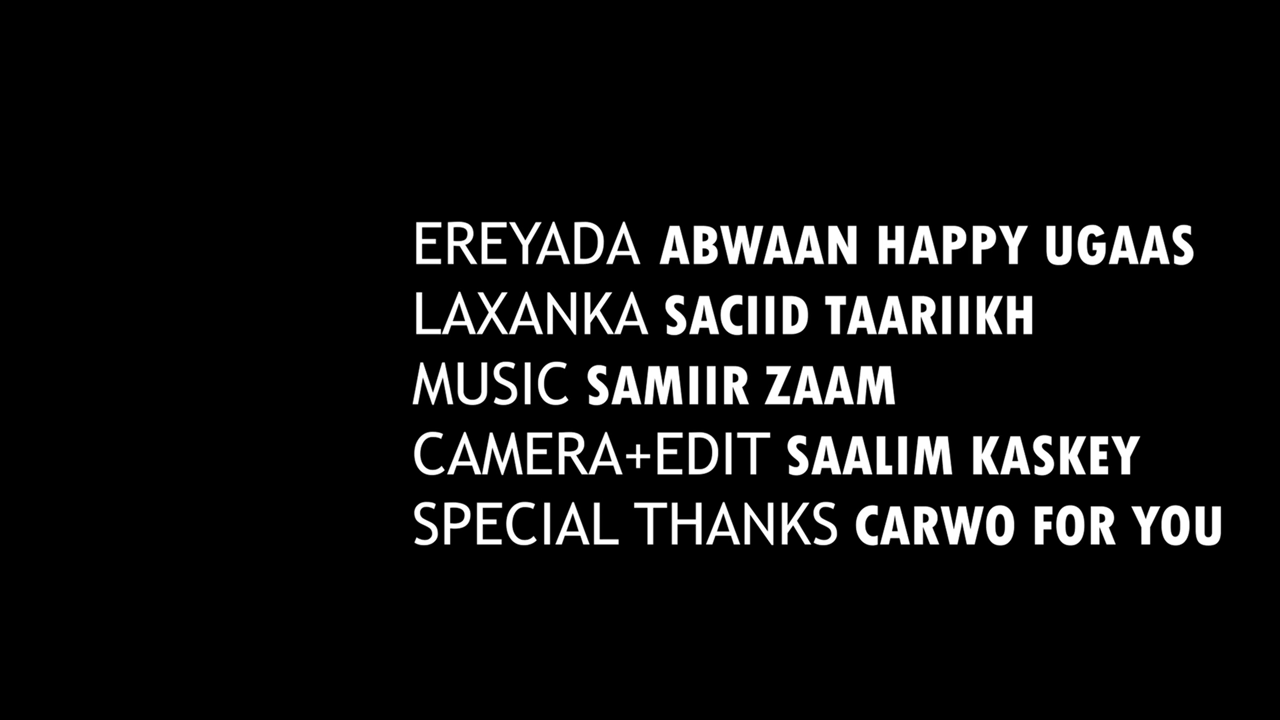 EREYADA ABWAAN HAPPY UGAAS
LAXANKA SACIID TAARIIKH
MUSIC SAMIIR ZAAM
CAMERA+EDIT SAALIM KASKEY
SPECIAL THANKS CARWO FOR YOU